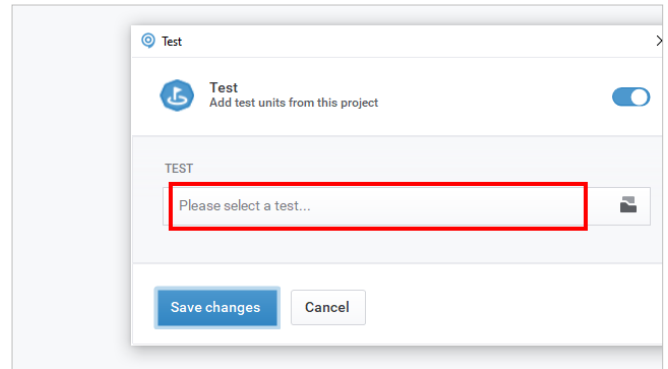 Test
Test
Add test units from this project
TEST
Please select a test...
Save changes
Cancel